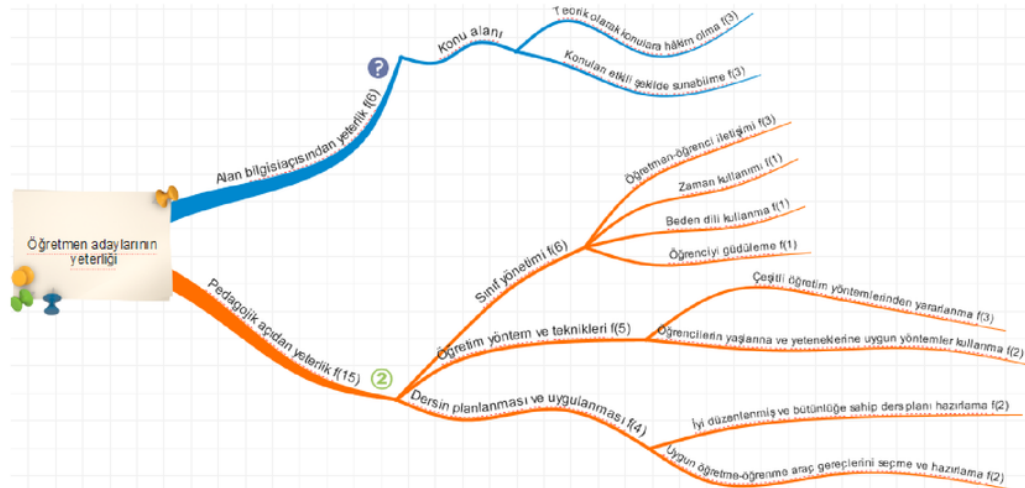 Öğretmen adaylarının
yeterliği
Alan bilgisiaçısından yeterlik f(6)
?
Konu alanı
Teorik olarak konulara hâkim olma f(3)
Konuları etkili şekilde sunabilme f(3)
Pedagojik açıdan yeterlik f(15)
2
Sınıf yönetimi f(6)
Öğretman-öğrenci iletişimi f(3)
Zaman kullanımı f(1)
Beden dili kullanma f(1)
Öğrenciyi güdüleme f(1)
Öğretim yöntem ve teknikleri f(5)
Çeşitli öğretim yöntemlerinden yararlanma f(3)
Öğrencilerin yaşlarına ve yeteneklerine uygun yöntemler kullanma f(2)
Dersin planlanması ve uygulanması f(4)
İyi düzenlenmiş ve bütünlüğe sahip ders planı hazırlama f(2)
Uygun öğretme-öğrenme araç gereçlerini seçme ve hazırlama f(2)